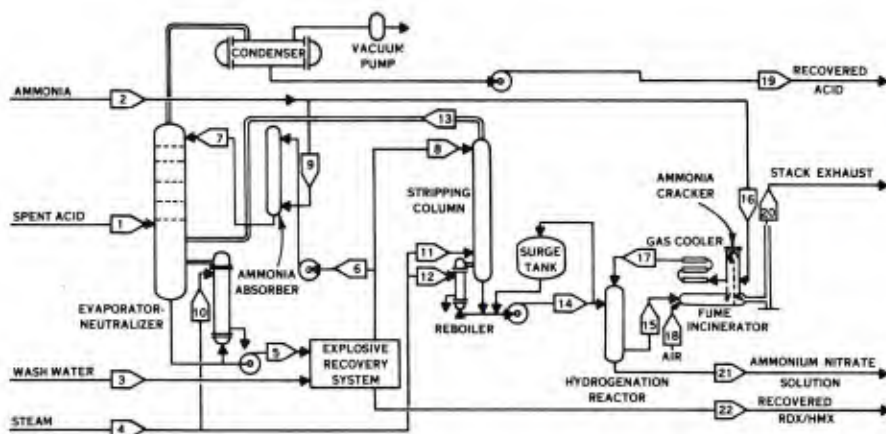 CONDENSER
VACUUM
PUMP
19
RECOVERED
ACID
AMMONIA
2
13
7
8
9
STRIPPING
COLUMN
AMMONIA
CRACKER
16
STACK EXHAUST
20
SPENT ACID
1
AMMONIA
ABSORBER
SURGE
TANK
GAS COOLER
17
11
12
6
10
EVAPORATOR-
NEUTRALIZER
REBOILER
14
15
18
AIR
FUME
INCINERATOR
5
EXPLOSIVE
RECOVERY
SYSTEM
HYDROGENATION
REACTOR
21
AMMONIUM NITRATE
SOLUTION
WASH WATER
3
22
RECOVERED
RDX/HMX
STEAM
4